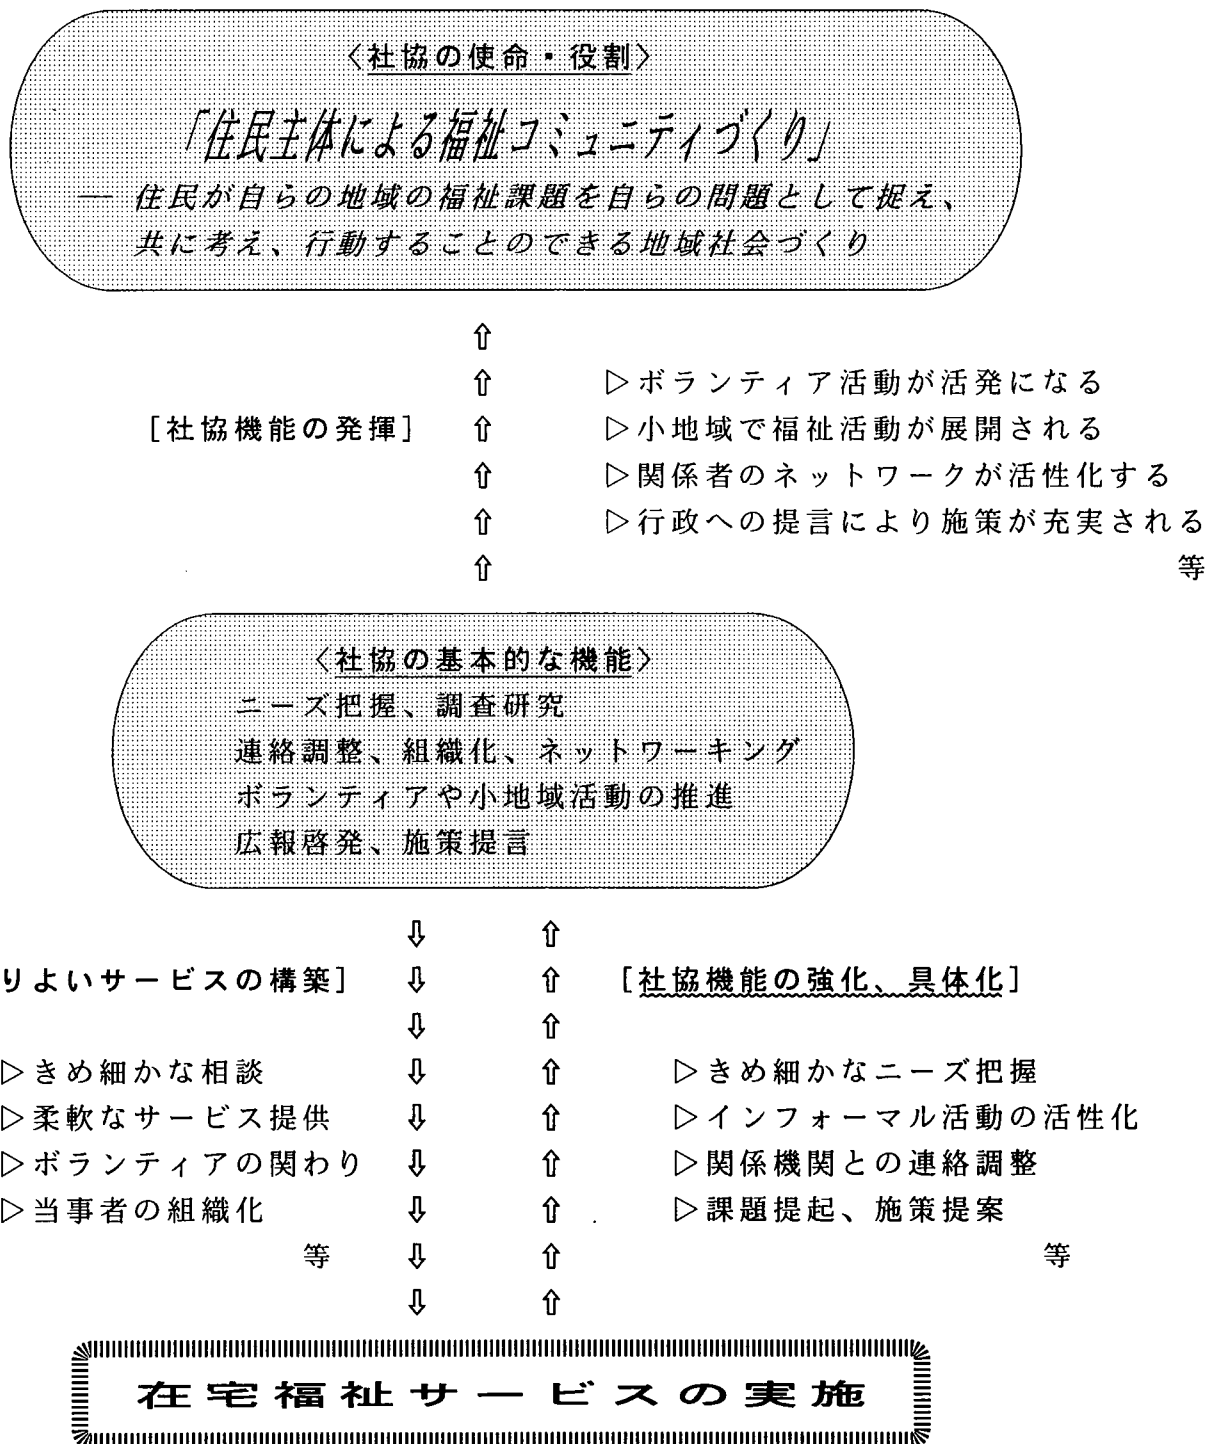 〈社協の使命・役割〉
「住民主体による福祉コミュニティづくり」
― 住民が自らの地域の福祉課題を自らの問題として捉え、
共に考え、行動することのできる地域社会づくり
⇧
⇧ ▷ボランティア活動が活発になる
[社協機能の発揮] ⇧ ▷小地域で福祉活動が展開される
⇧ ▷関係者のネットワークが活性化する
⇧ ▷行政への提言により施策が充実される
⇧ 等
〈社協の基本的な機能〉
ニーズ把握、調査研究
連絡調整、組織化、ネットワーキング
ボランティアや小地域活動の推進
広報啓発、施策提言
⇩ ⇧
りよいサービスの構築] ⇩ ⇧ [社協機能の強化、具体化]
⇩ ⇧
▷きめ細かな相談 ⇩ ⇧ ▷きめ細かなニーズ把握
▷柔軟なサービス提供 ⇩ ⇧ ▷インフォーマル活動の活性化
▷ボランティアの関わり ⇩ ⇧ ▷関係機関との連絡調整
▷当事者の組織化 ⇩ ⇧ ▷課題提起、施策提案
等 ⇩ ⇧ 等
⇩ ⇧
在宅福祉サービスの実施